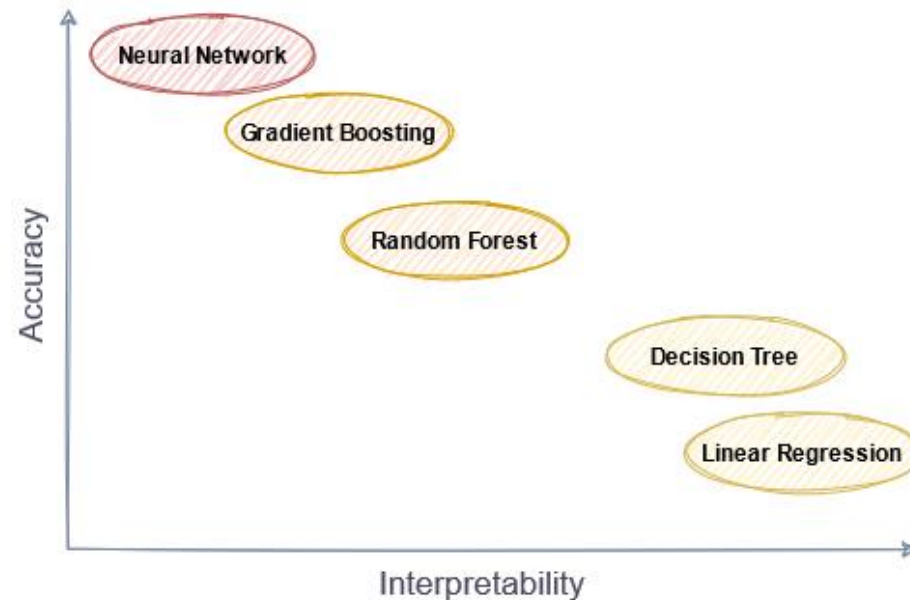 Neural Network
Gradient Boosting
Random Forest
Decision Tree
Linear Regression
Accuracy
Interpretability